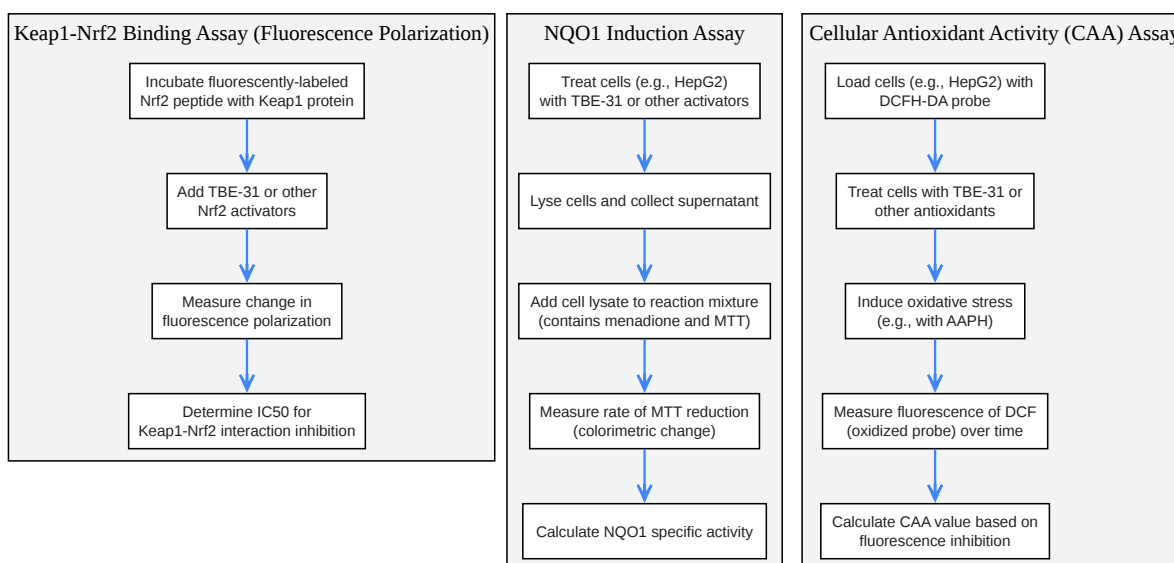 Keap1-Nrf2 Binding Assay (Fluorescence Polarization)
Incubate fluorescently-labeled
Nrf2 peptide with Keap1 protein
Add TBE-31 or other
Nrf2 activators
Measure change in
fluorescence polarization
Determine IC50 for
Keap1-Nrf2 interaction inhibition
NQO1 Induction Assay
Treat cells (e.g., HepG2)
with TBE-31 or other activators
Lyse cells and collect supernatant
Add cell lysate to reaction mixture
(contains menadione and MTT)
Measure rate of MTT reduction
(colorimetric change)
Calculate NQO1 specific activity
Cellular Antioxidant Activity (CAA) Assay
Load cells (e.g., HepG2) with
DCFH-DA probe
Treat cells with TBE-31 or
other antioxidants
Induce oxidative stress
(e.g., with AAPH)
Measure fluorescence of DCF
(oxidized probe) over time
Calculate CAA value based on
fluorescence inhibition